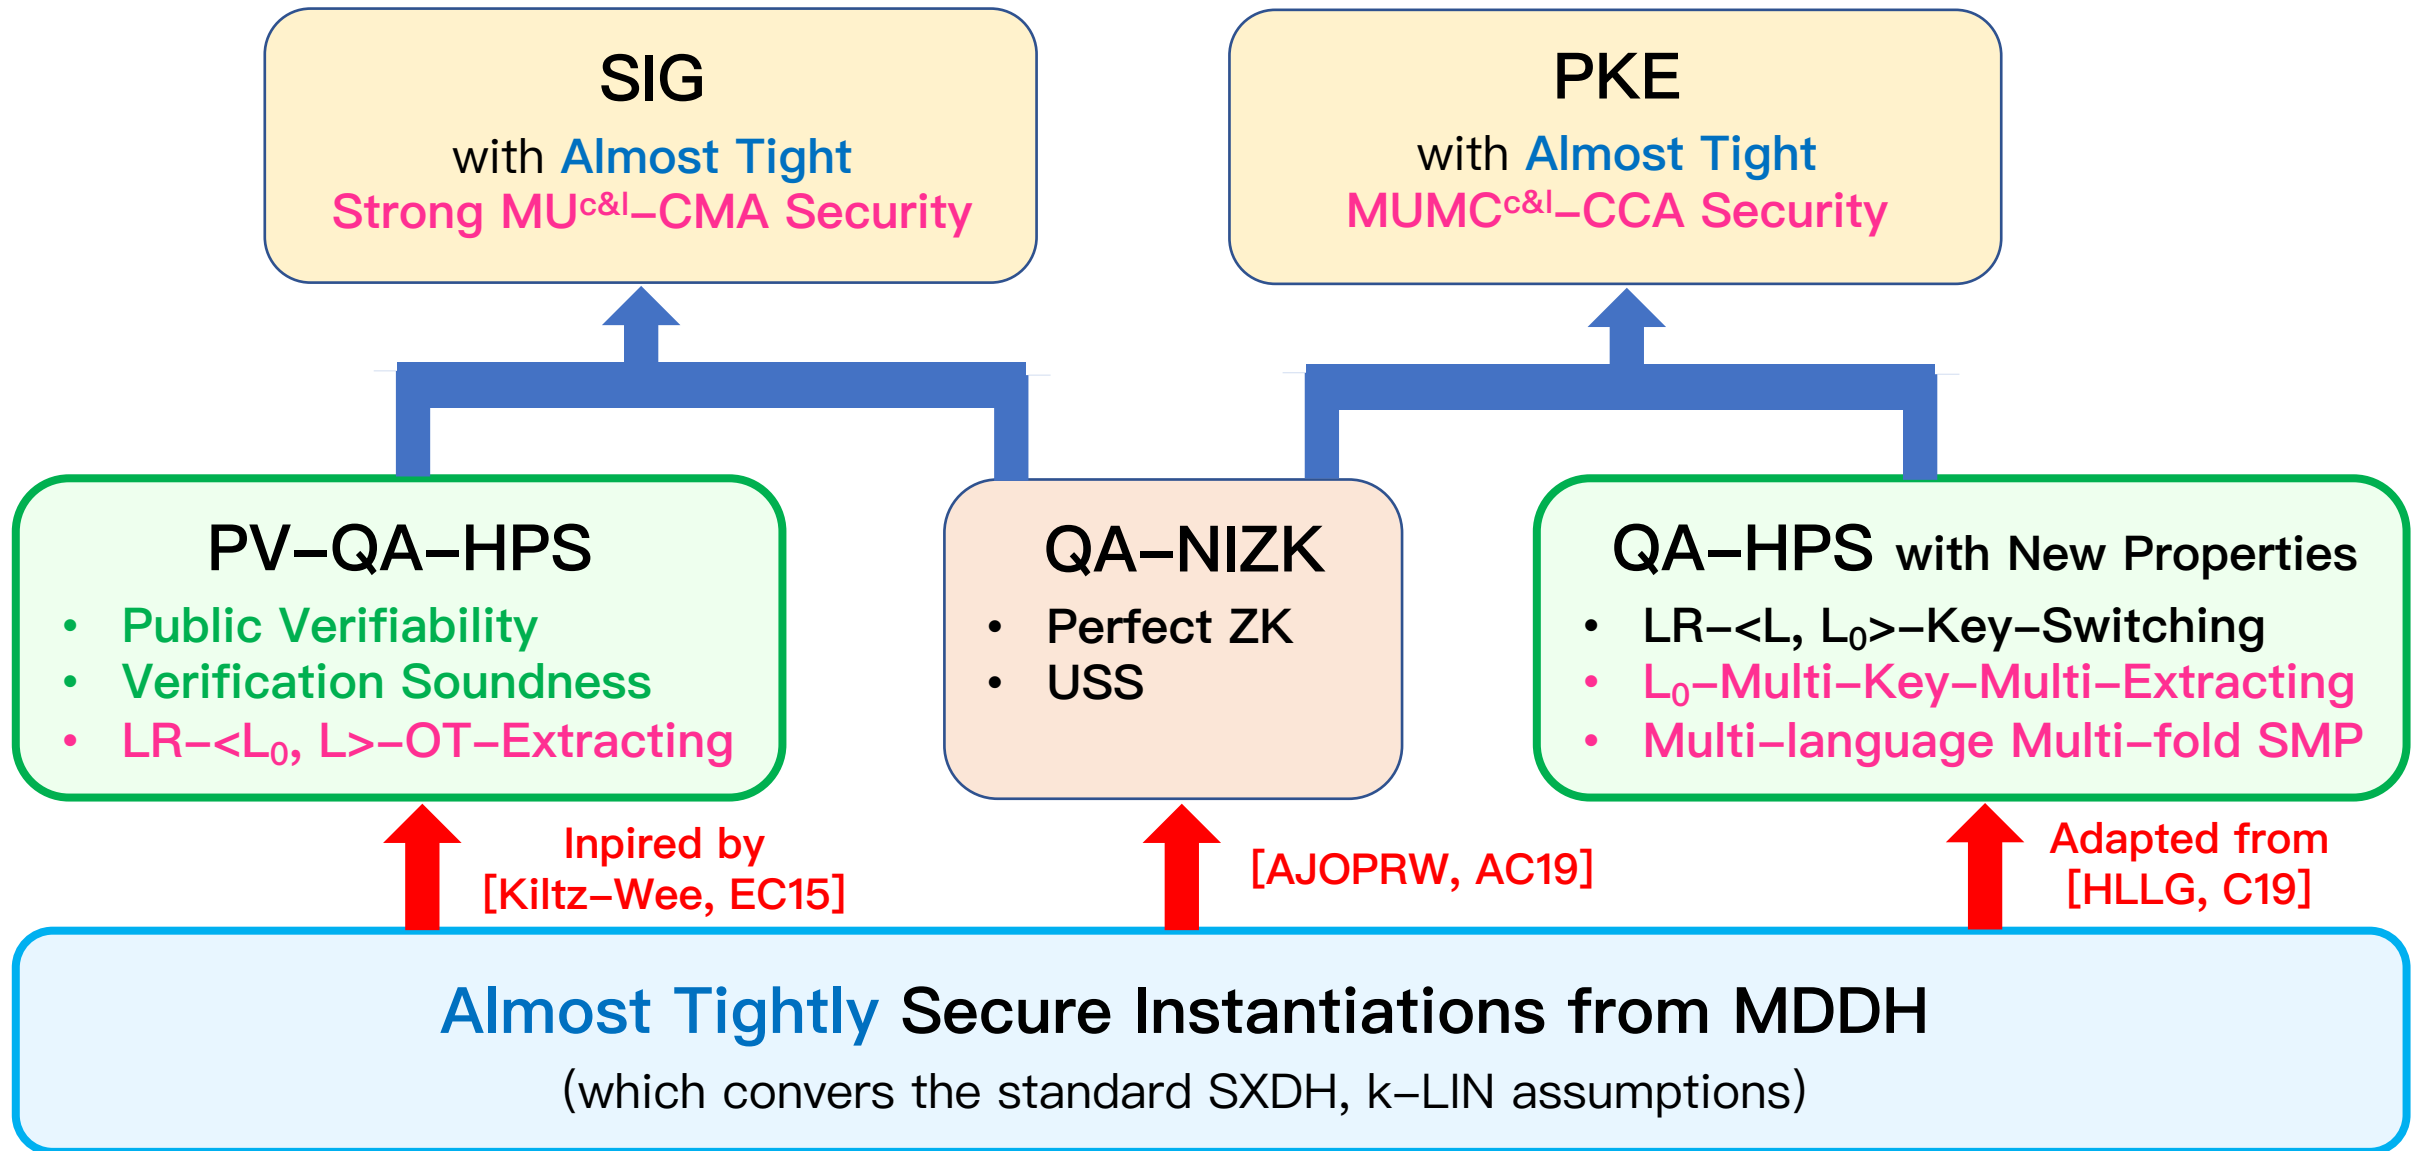 SIG
with Almost Tight
Strong MU^c&l–CMA Security
PKE
with Almost Tight
MUMC^c&l–CCA Security
PV–QA–HPS
• Public Verifiability
• Verification Soundness
• LR–<L₀, L>–OT–Extracting
QA–NIZK
• Perfect ZK
• USS
QA–HPS with New Properties
• LR–<L, L₀>–Key–Switching
• L₀–Multi–Key–Multi–Extracting
• Multi–language Multi–fold SMP
Inpired by
[Kiltz–Wee, EC15]
[AJOPRW, AC19]
Adapted from
[HLLG, C19]
Almost Tightly Secure Instantiations from MDDH
(which convers the standard SXDH, k–LIN assumptions)